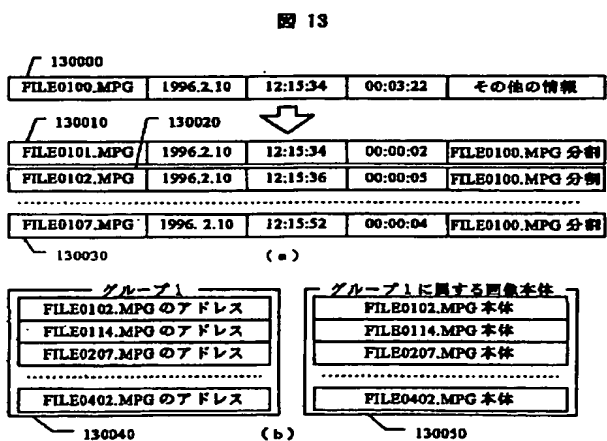 図 13
130000
FILE0100.MPG 1996.2.10 12:15:34 00:03:22 その他の情報
130010 130020
FILE0101.MPG 1996.2.10 12:15:34 00:00:02 FILE0100.MPG 分割
FILE0102.MPG 1996.2.10 12:15:36 00:00:05 FILE0100.MPG 分割
FILE0107.MPG 1996. 2.10 12:15:52 00:00:04 FILE0100.MPG 分割
130030
(a)
グループ1 グループ1に属する画像本体
FILE0102.MPG のアドレス FILE0102.MPG 本体
FILE0114.MPG のアドレス FILE0114.MPG 本体
FILE0207.MPG のアドレス FILE0207.MPG 本体
FILE0402.MPG のアドレス FILE0402.MPG 本体
130040 (b) 130050